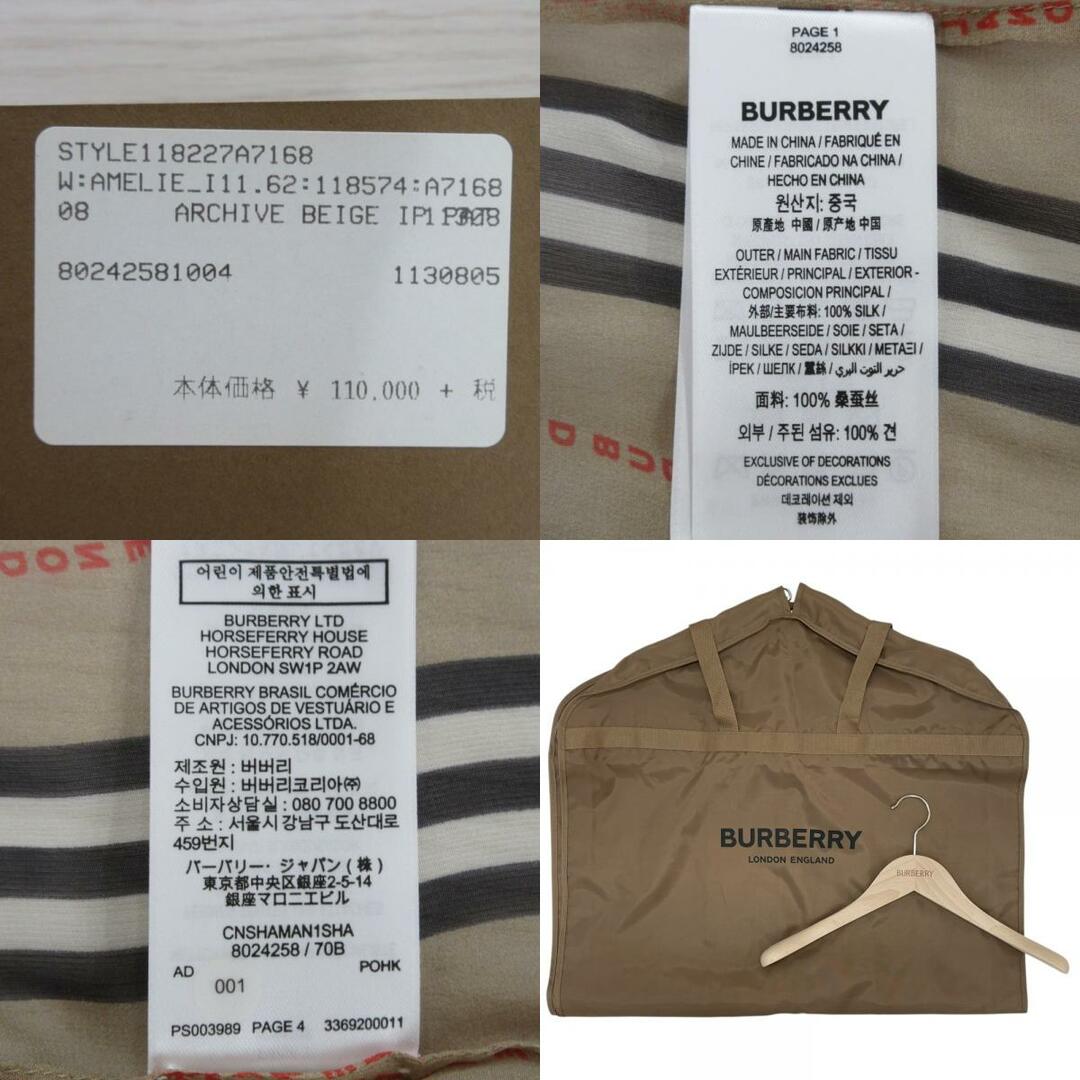 STYLE118227A7168
W:AMELIE_I11.62:118574:A7168
08 ARCHIVE BEIGE IP
80242581004 1130805
本体価格 ¥ 110,000 + 税
PAGE 1
8024258
BURBERRY
MADE IN CHINA / FABRIQUÉ EN
CHINE / FABRICADO NA CHINA /
HECHO EN CHINA
원산지: 중국
原產地 中國 / 原产地 中国
OUTER / MAIN FABRIC / TISSU
EXTÉRIEUR / PRINCIPAL / EXTERIOR -
COMPOSICION PRINCIPAL /
外部/主要布料: 100% SILK /
MAULBEERSEIDE / SOIE / SETA /
ZIJDE / SILKE / SEDA / SILKKI / ΜΕΤΑΞΙ /
İPEK / ШЕЛК / 蠶絲 / حرير التوت البري /
面料: 100% 桑蚕丝
외부 / 주된 섬유: 100% 견
EXCLUSIVE OF DECORATIONS
DÉCORATIONS EXCLUES
데코레이션 제외
装饰除外
어린이 제품안전특별법에
의한 표시
BURBERRY LTD
HORSEFERRY HOUSE
HORSEFERRY ROAD
LONDON SW1P 2AW
BURBERRY BRASIL COMÉRCIO
DE ARTIGOS DE VESTUÁRIO E
ACESSÓRIOS LTDA.
CNPJ: 10.770.518/0001-68
제조원 : 버버리
수입원 : 버버리코리아㈜
소비자상담실 : 080 700 8800
주 소 : 서울시 강남구 도산대로
459번지
バーバリー・ジャパン ( 株 )
東京都中央区銀座2-5-14
銀座マロニエビル
CNSHAMAN1SHA
8024258 / 70B
AD POHK
001
PS003989 PAGE 4 3369200011
BURBERRY
LONDON ENGLAND
BURBERRY